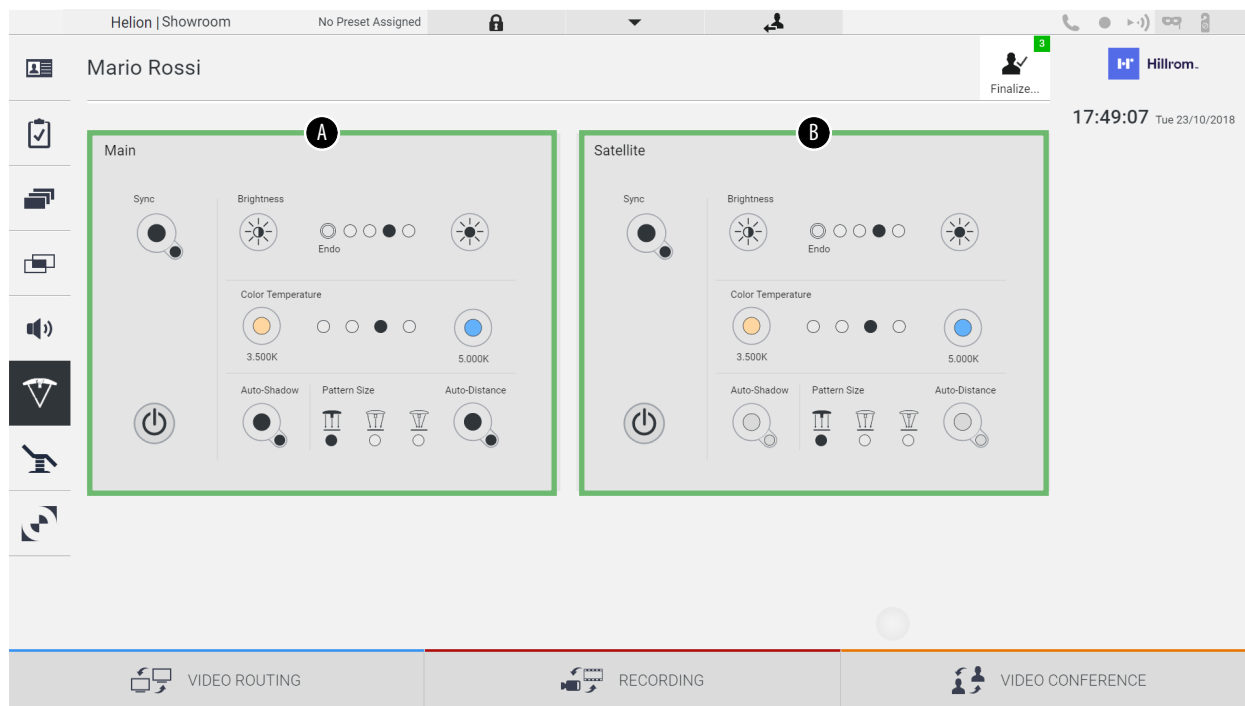 Helion | Showroom
No Preset Assigned
3
Mario Rossi
Finalize...
Hillrom™
17:49:07 Tue 23/10/2018
A
B
Main
Sync
Brightness
Endo
Color Temperature
3.500K
5.000K
Auto-Shadow
Pattern Size
Auto-Distance
Satellite
Sync
Brightness
Endo
Color Temperature
3.500K
5.000K
Auto-Shadow
Pattern Size
Auto-Distance
VIDEO ROUTING
RECORDING
VIDEO CONFERENCE